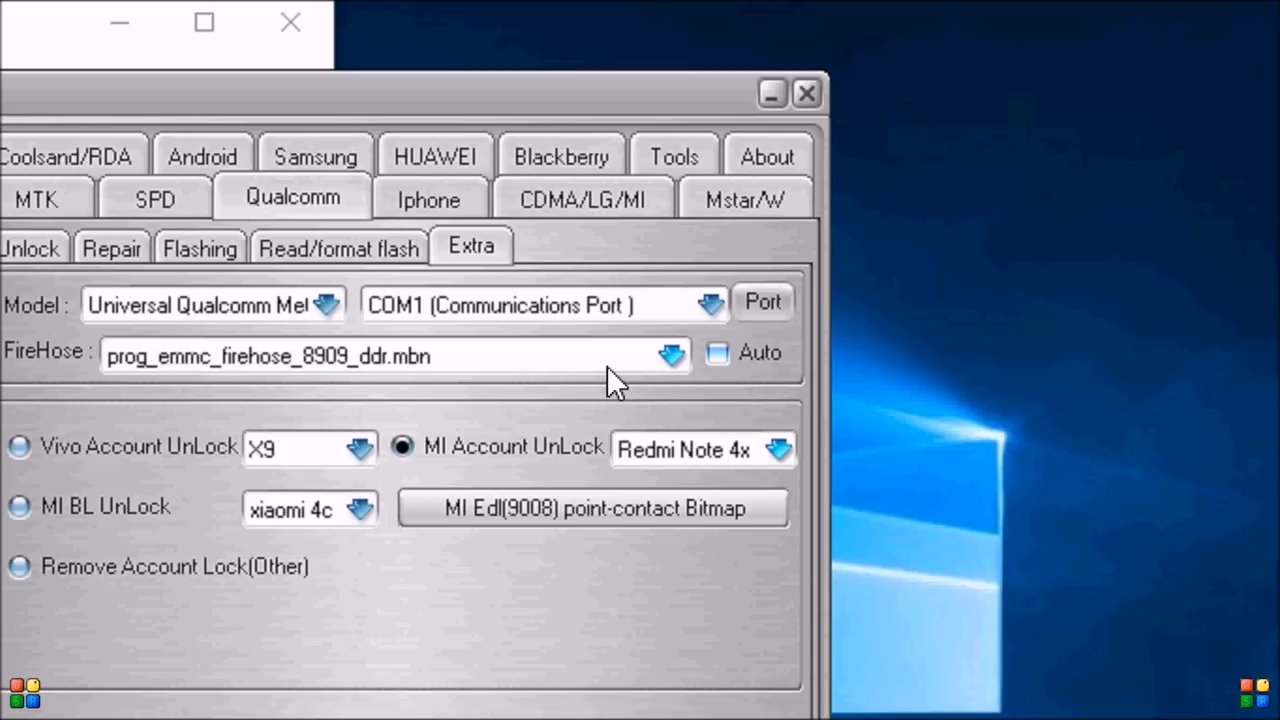 Coolsand/RDA Android Samsung HUAWEI Blackberry Tools About
MTK SPD Qualcomm Iphone CDMA/LG/MI Mstar/W
Unlock Repair Flashing Read/format flash Extra
Model : Universal Qualcomm Met COM1 (Communications Port ) Port
FireHose : prog_emmc_firehose_8909_ddr.mbn Auto
Vivo Account UnLock X9 MI Account UnLock Redmi Note 4x
MI BL UnLock xiaomi 4c MI Edl(9008) point-contact Bitmap
Remove Account Lock(Other)